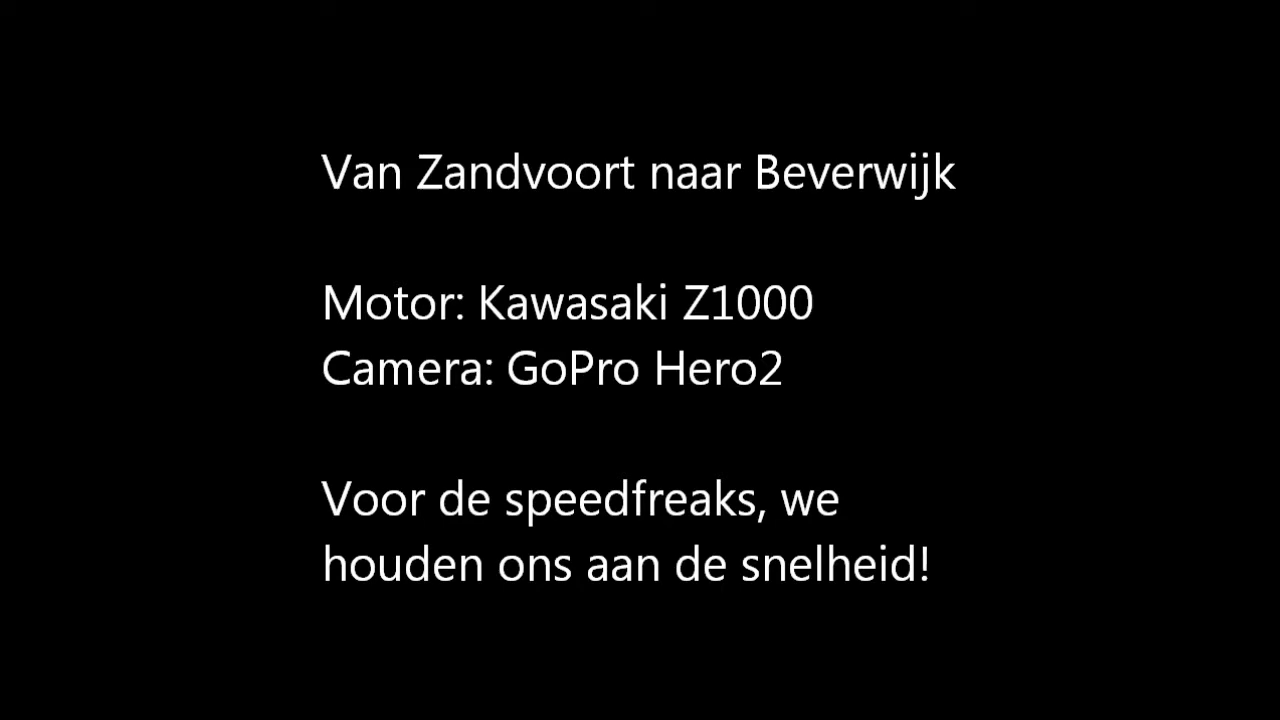 Van Zandvoort naar Beverwijk
Motor: Kawasaki Z1000
Camera: GoPro Hero2
Voor de speedfreaks, we
houden ons aan de snelheid!